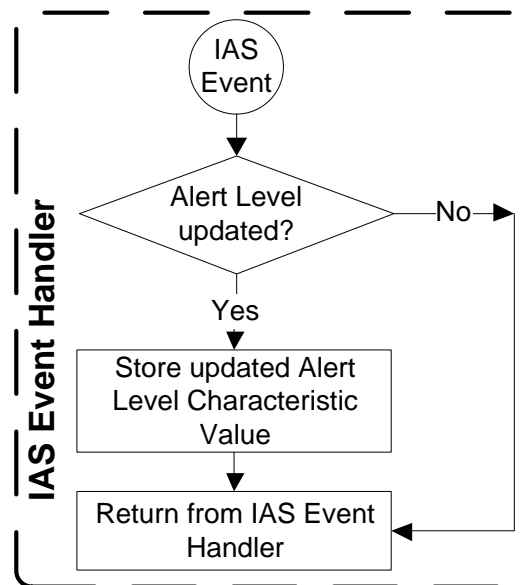 IAS
Event
Alert Level
updated?
No
Yes
Store updated Alert
Level Characteristic
Value
Return from IAS Event
Handler
IAS Event Handler